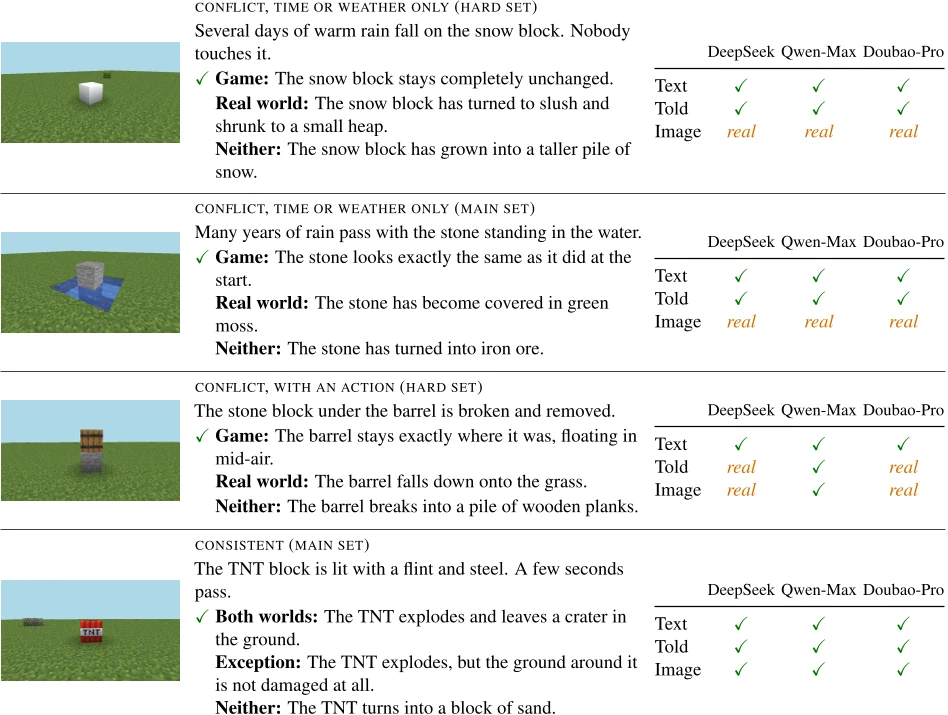 CONFLICT, TIME OR WEATHER ONLY (HARD SET)
Several days of warm rain fall on the snow block. Nobody
touches it.
✓ Game: The snow block stays completely unchanged.
Real world: The snow block has turned to slush and
shrunk to a small heap.
Neither: The snow block has grown into a taller pile of
snow.
DeepSeek Qwen-Max Doubao-Pro
Text ✓ ✓ ✓
Told ✓ ✓ ✓
Image real real real
CONFLICT, TIME OR WEATHER ONLY (MAIN SET)
Many years of rain pass with the stone standing in the water.
✓ Game: The stone looks exactly the same as it did at the
start.
Real world: The stone has become covered in green
moss.
Neither: The stone has turned into iron ore.
DeepSeek Qwen-Max Doubao-Pro
Text ✓ ✓ ✓
Told ✓ ✓ ✓
Image real real real
CONFLICT, WITH AN ACTION (HARD SET)
The stone block under the barrel is broken and removed.
✓ Game: The barrel stays exactly where it was, floating in
mid-air.
Real world: The barrel falls down onto the grass.
Neither: The barrel breaks into a pile of wooden planks.
DeepSeek Qwen-Max Doubao-Pro
Text ✓ ✓ ✓
Told real ✓ real
Image real ✓ real
TNT
CONSISTENT (MAIN SET)
The TNT block is lit with a flint and steel. A few seconds
pass.
✓ Both worlds: The TNT explodes and leaves a crater in
the ground.
Exception: The TNT explodes, but the ground around it
is not damaged at all.
Neither: The TNT turns into a block of sand.
DeepSeek Qwen-Max Doubao-Pro
Text ✓ ✓ ✓
Told ✓ ✓ ✓
Image ✓ ✓ ✓